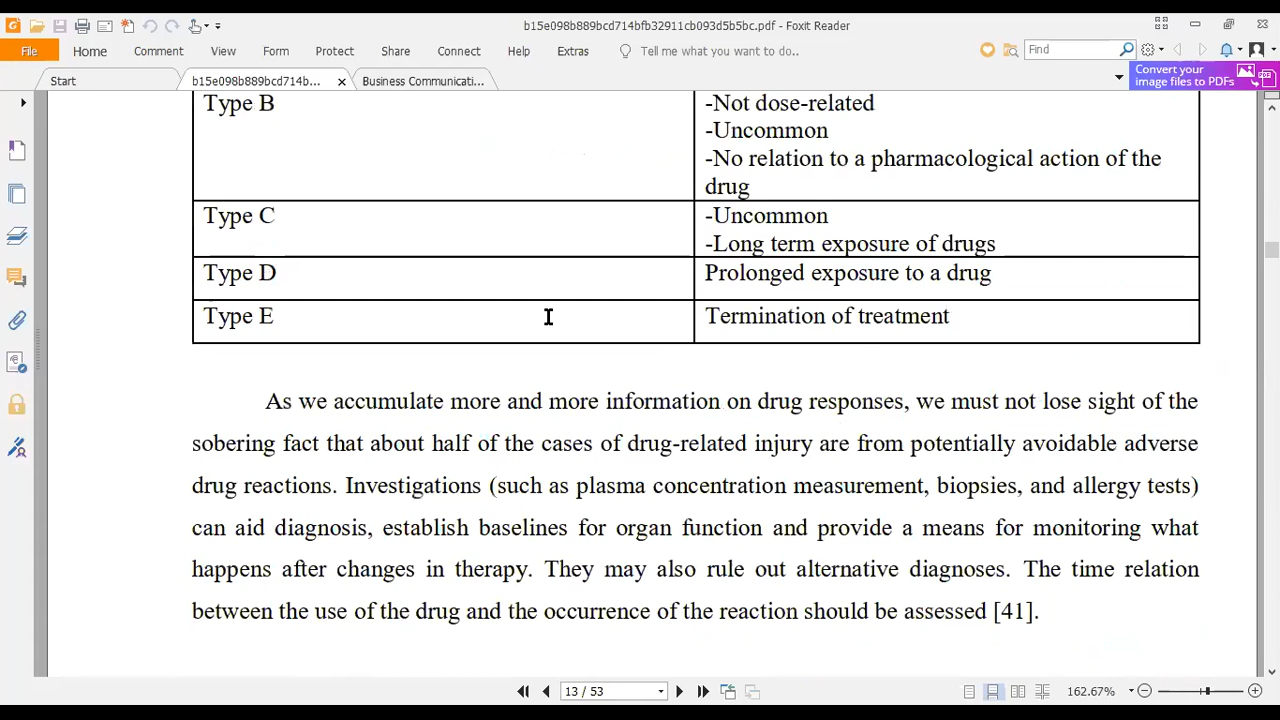 b15e098b889bcd714bfb32911cb093d5b5bc.pdf - Foxit Reader
File Home Comment View Form Protect Share Connect Help Extras Tell me what you want to do.. Find
Start b15e098b889bcd714b... Business Communicati...
Convert your
image files to PDFs
Type B
-Not dose-related
-Uncommon
-No relation to a pharmacological action of the
drug
Type C
-Uncommon
-Long term exposure of drugs
Type D
Prolonged exposure to a drug
Type E
Termination of treatment
As we accumulate more and more information on drug responses, we must not lose sight of the
sobering fact that about half of the cases of drug-related injury are from potentially avoidable adverse
drug reactions. Investigations (such as plasma concentration measurement, biopsies, and allergy tests)
can aid diagnosis, establish baselines for organ function and provide a means for monitoring what
happens after changes in therapy. They may also rule out alternative diagnoses. The time relation
between the use of the drug and the occurrence of the reaction should be assessed [41].
13 / 53
162.67%